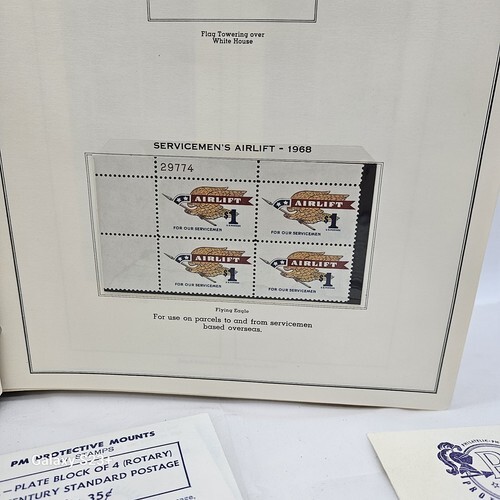 Flag Towering over
White House
SERVICEMEN'S AIRLIFT - 1968
29774
AIRLIFT
$1
FOR OUR SERVICEMEN
AIRLIFT
$1
FOR OUR SERVICEMEN
AIRLIFT
$1
FOR OUR SERVICEMEN
AIRLIFT
$1
FOR OUR SERVICEMEN
Flying Eagle
For use on parcels to and from servicemen
based overseas.
PM PROTECTIVE MOUNTS
STAMPS
PLATE BLOCK OF 4 (ROTARY)
ENTURY STANDARD POSTAGE
35¢
Galaxy